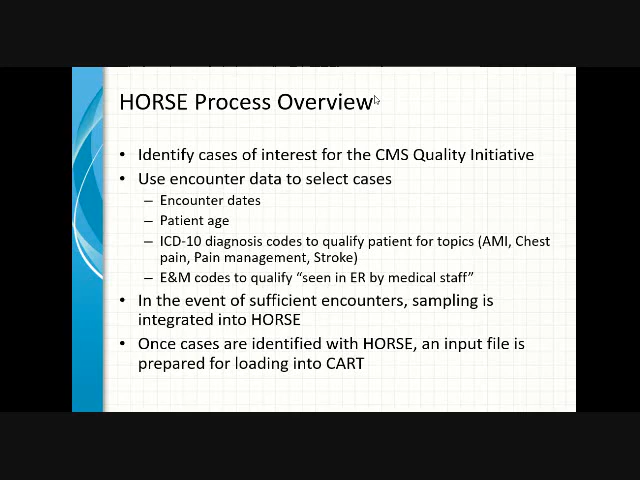 HORSE Process Overview
• Identify cases of interest for the CMS Quality Initiative
• Use encounter data to select cases
– Encounter dates
– Patient age
– ICD-10 diagnosis codes to qualify patient for topics (AMI, Chest
pain, Pain management, Stroke)
– E&M codes to qualify “seen in ER by medical staff”
• In the event of sufficient encounters, sampling is
integrated into HORSE
• Once cases are identified with HORSE, an input file is
prepared for loading into CART